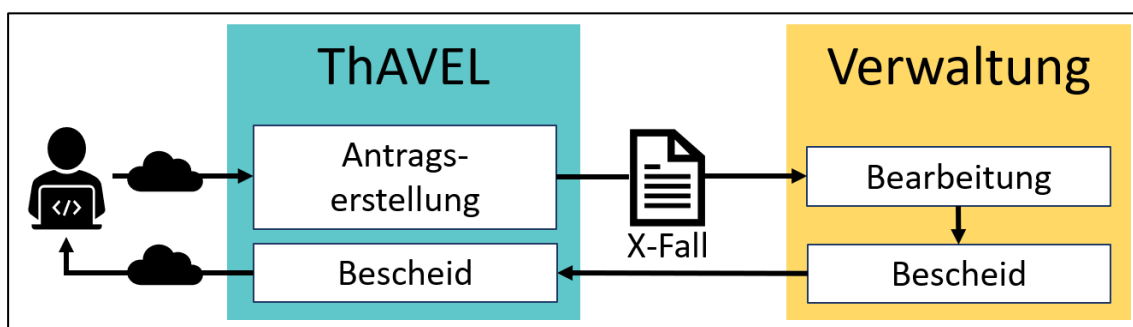 ThAVEL
Verwaltung
</>
Antrags-
erstellung
X-Fall
Bearbeitung
Bescheid
Bescheid